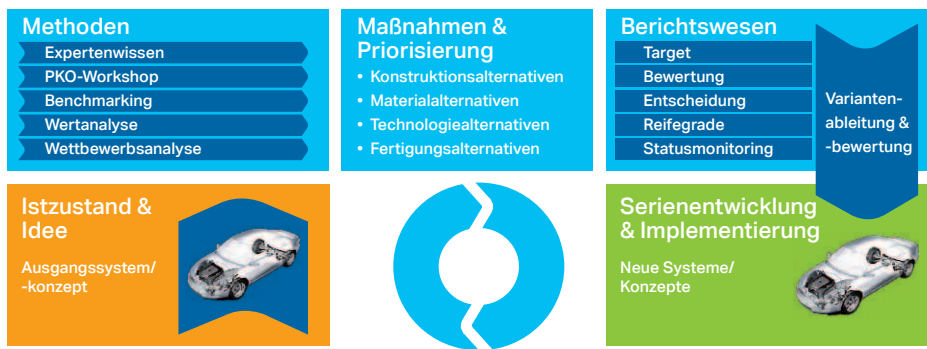 Methoden
Expertenwissen
PKO-Workshop
Benchmarking
Wertanalyse
Wettbewerbsanalyse
Maßnahmen &
Priorisierung
• Konstruktionsalternativen
• Materialalternativen
• Technologiealternativen
• Fertigungsalternativen
Berichtswesen
Target
Bewertung
Entscheidung
Reifegrade
Statusmonitoring
Varianten-
ableitung &
-bewertung
Istzustand &
Idee
Ausgangssystem/
-konzept
Serienentwicklung
& Implementierung
Neue Systeme/
Konzepte